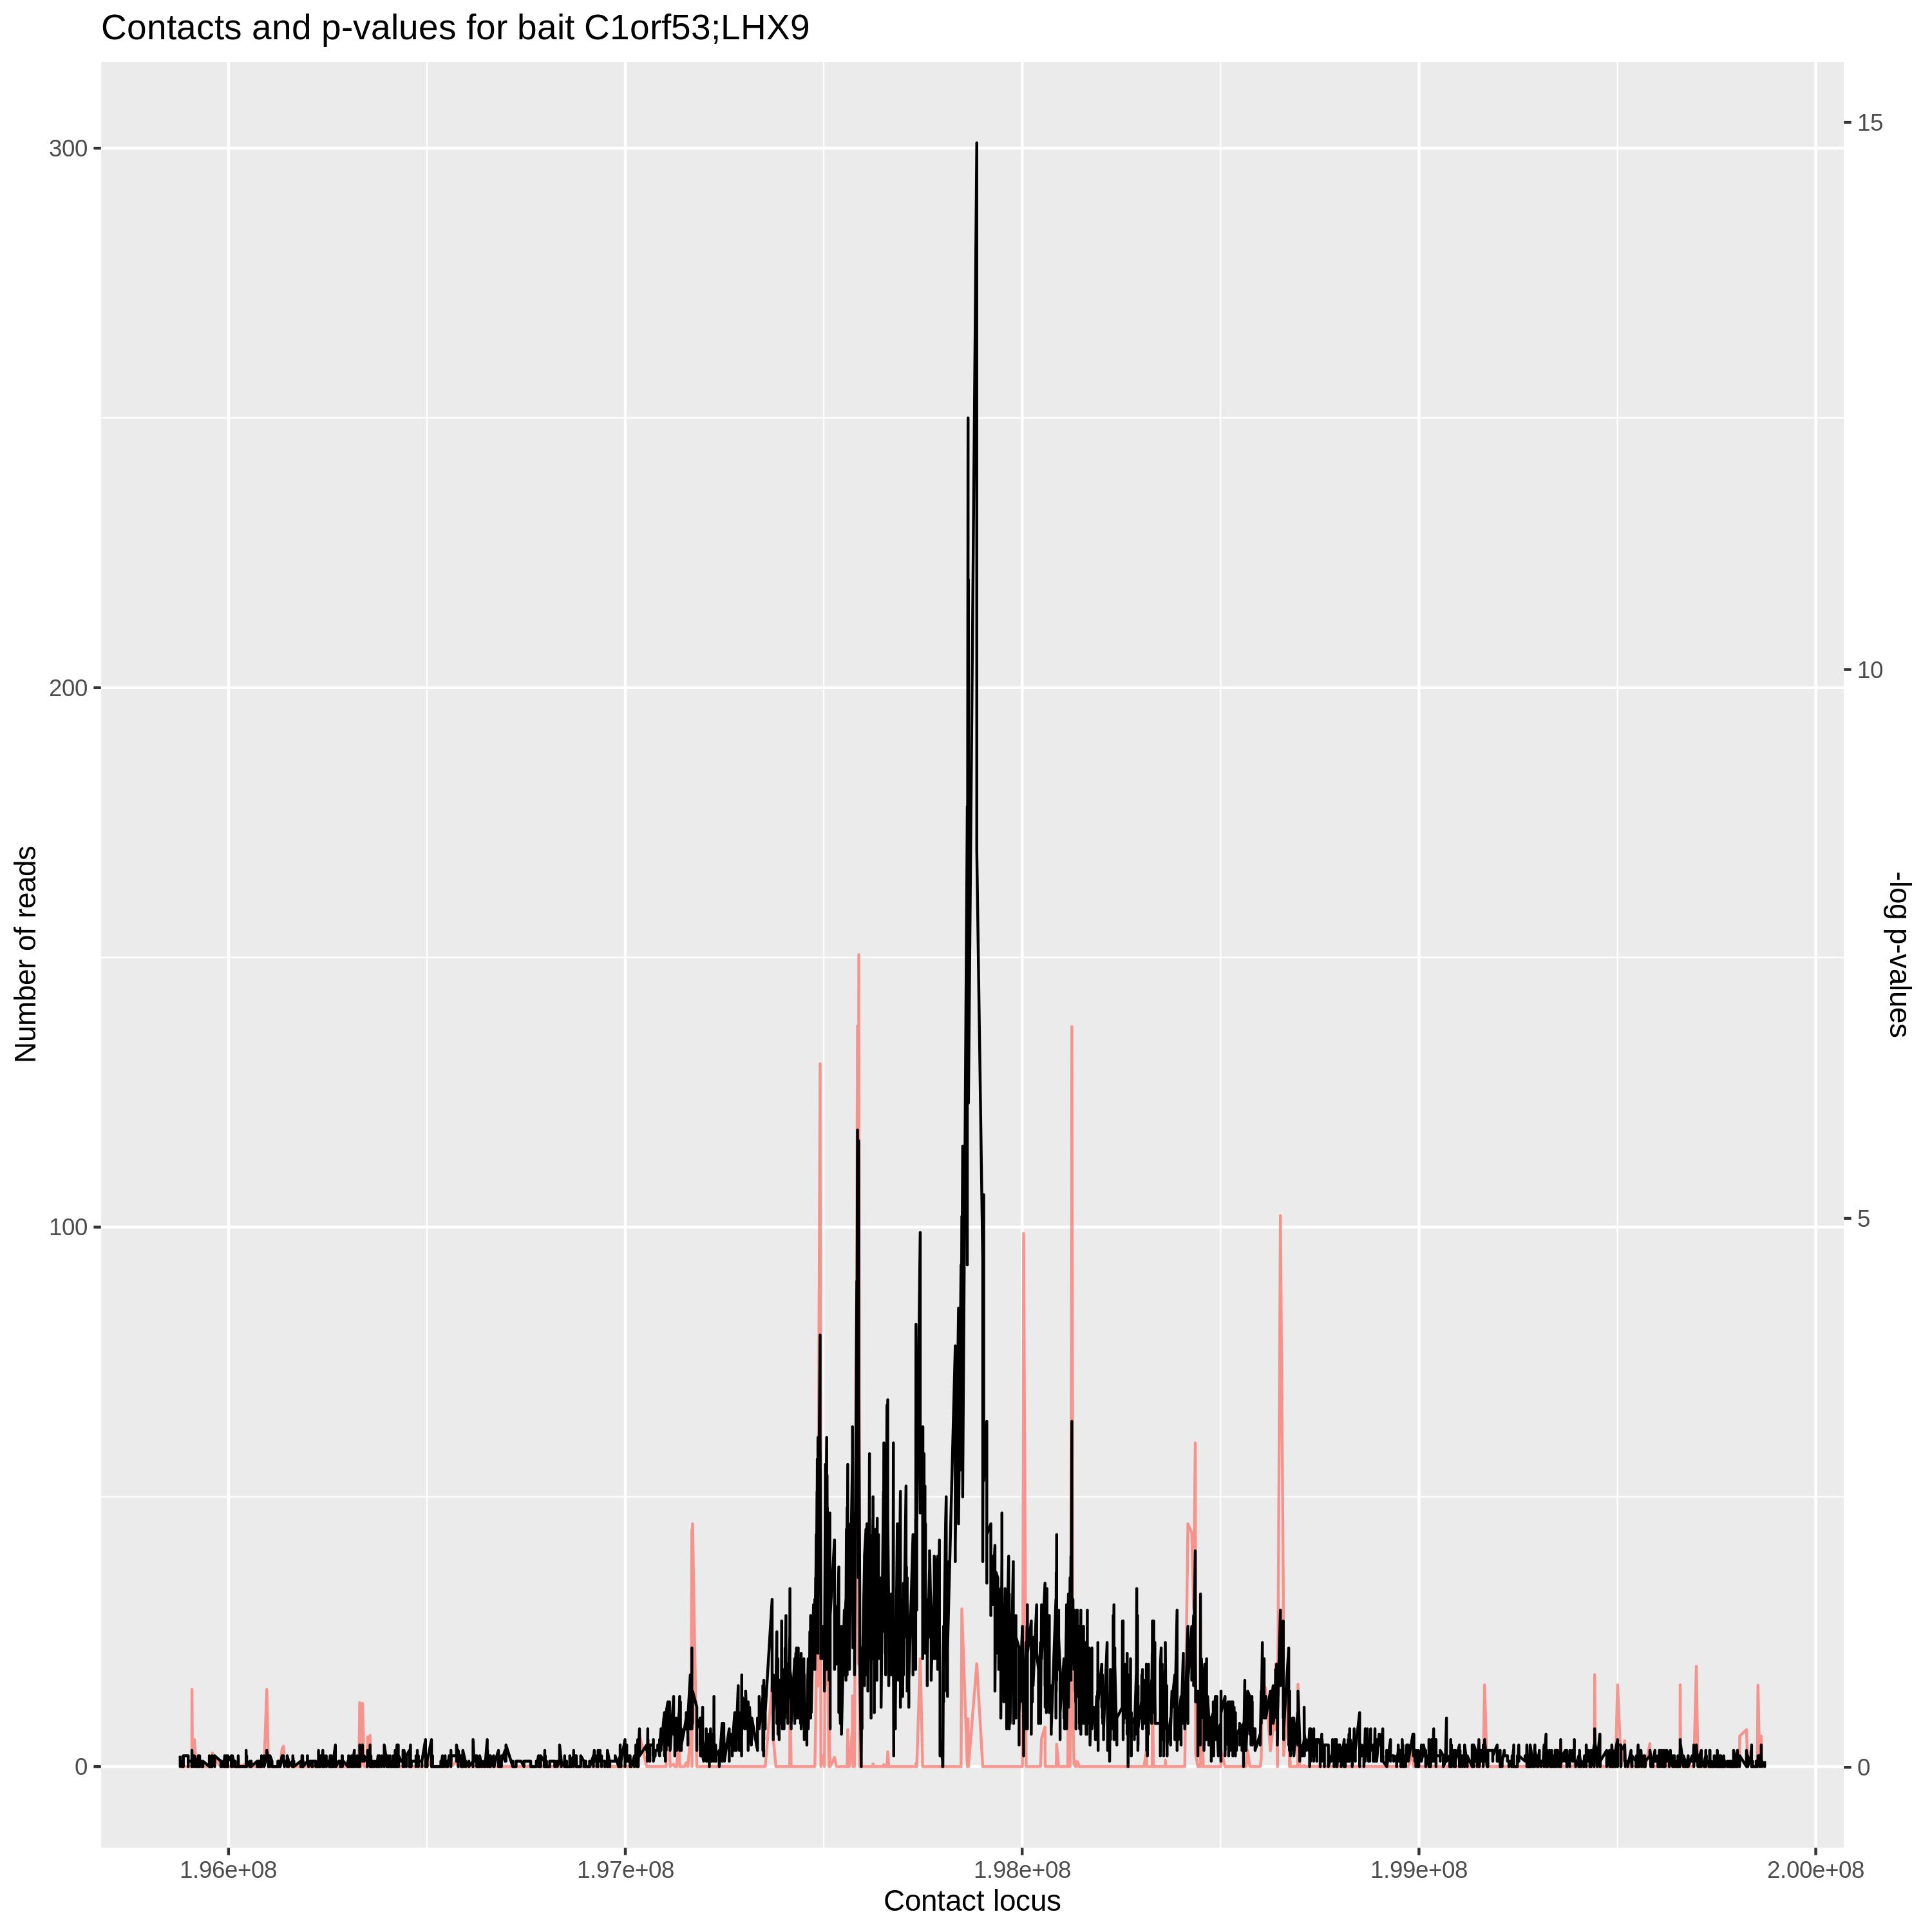 Contacts and p-values for bait C1orf53;LHX9
300
200
100
0
Number of reads
15
10
5
0
-log p-values
1.96e+08
1.97e+08
1.98e+08
1.99e+08
2.00e+08
Contact locus